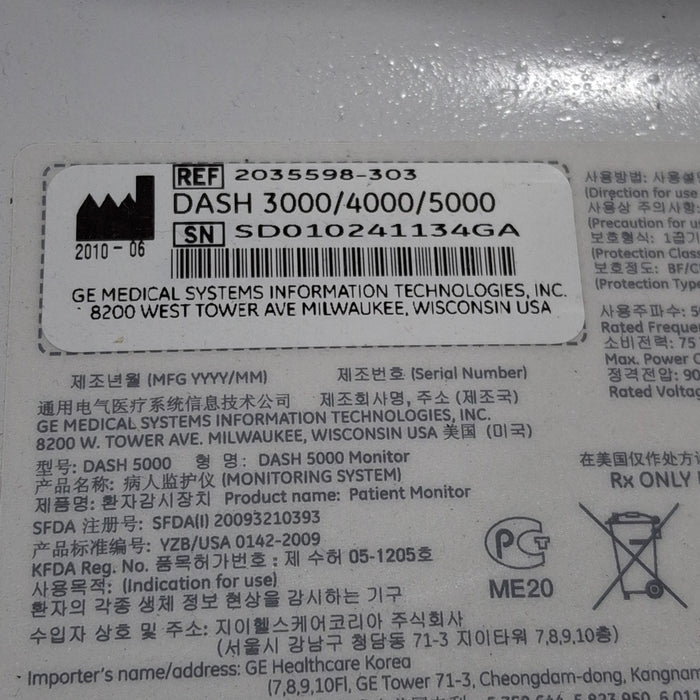 REF 2035598-303
DASH 3000/4000/5000
SN SD010241134GA
2010-06
GE MEDICAL SYSTEMS INFORMATION TECHNOLOGIES, INC.
8200 WEST TOWER AVE MILWAUKEE, WISCONSIN USA
제조년월 (MFG YYYY/MM) 제조번호 (Serial Number)
通用电气医疗系统信息技术公司 제조회사명, 주소 (제조원)
GE MEDICAL SYSTEMS INFORMATION TECHNOLOGIES, INC.
8200 W. TOWER AVE. MILWAUKEE, WISCONSIN USA 美国 (미국)
型号: DASH 5000 형 명: DASH 5000 Monitor
产品名称: 病人监护仪 (MONITORING SYSTEM)
제품명: 환자감시장치 Product name: Patient Monitor
SFDA 注册号: SFDA(I) 20093210393
产品标准编号: YZB/USA 0142-2009
KFDA Reg. No. 품목허가번호: 제 수허 05-1205호
사용목적: (Indication for use)
환자의 각종 생체 정보 현상을 감시하는 기구
수입자 상호 및 주소: 지이헬스케어코리아 주식회사
(서울시 강남구 청담동 71-3 지이타워 7,8,9,10층)
Importer's name/address: GE Healthcare Korea
(7,8,9,10Fl, GE Tower 71-3, Cheongdam-dong, Kangnam
사용방법: 사용설명
(Direction for use
사용상 주의사항:
(Precaution for us
보호형식: 1급기
(Protection Class
보호정도: BF/C
(Protection Type
사용주파수: 50
Rated Freque
소비전력: 75
Max. Power C
정격전압: 90
Rated Voltag
在美国仅作处方
Rx ONLY
ME20